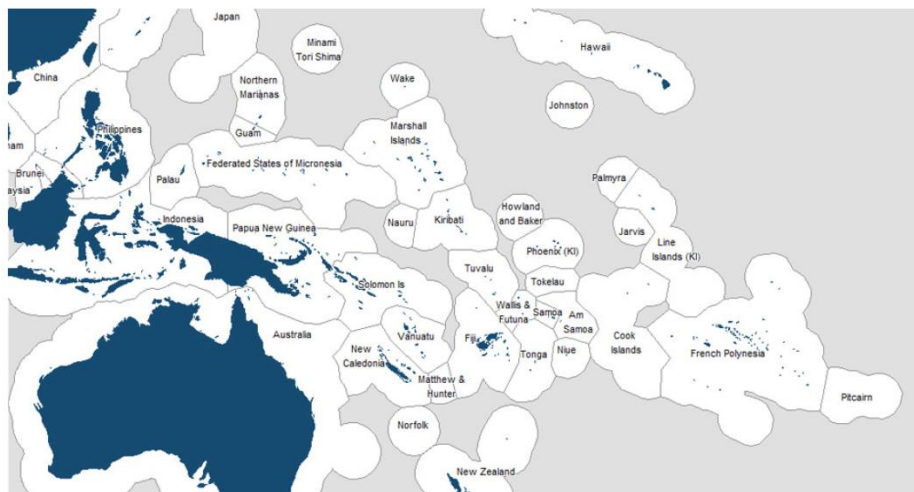 Japan
Minami
Tori Shima
Hawaii
China
Northern
Marianas
Wake
Johnston
Philippines
Guam
Marshall
Islands
nam
Federated States of Micronesia
Brunei
aysia
Palau
Palmyra
Indonesia
Papua New Guinea
Nauru
Kiribati
Howland
and Baker
Jarvis
Line
Islands (KI)
Phoenix (KI)
Tuvalu
Tokelau
Solomon Is
Wallis &
Futuna
Samoa
Am
Samoa
Australia
Vanuatu
Fiji
Cook
Islands
New
Caledonia
Tonga
Niue
French Polynesia
Matthew &
Hunter
Pitcairn
Norfolk
New Zealand